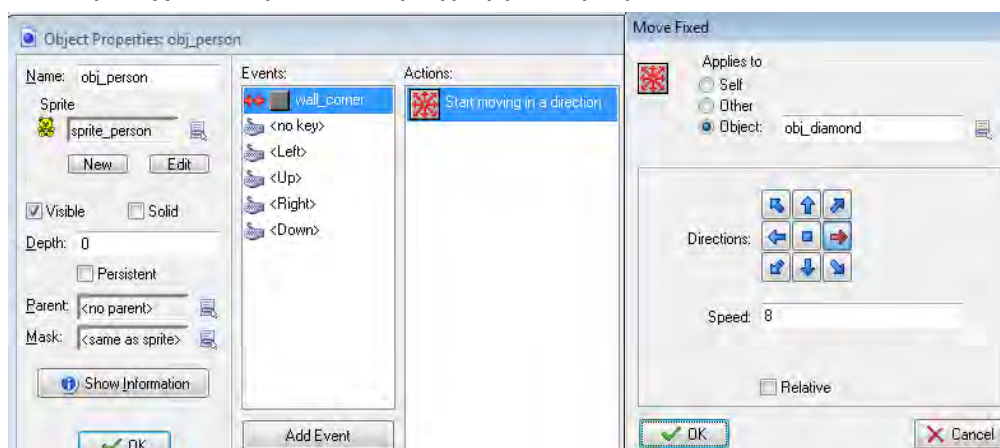 Object Properties: obj_person
Name: obj_person
Sprite
sprite_person
New Edit
Visible Solid
Depth: 0
Persistent
Parent: <no parent>
Mask: <same as sprite>
Show Information
OK
Events:
wall_corner
<no key>
<Left>
<Up>
<Right>
<Down>
Add Event
Actions:
Start moving in a direction
Move Fixed
Applies to
Self
Other
Object: obj_diamond
Directions:
Speed: 8
Relative
OK Cancel